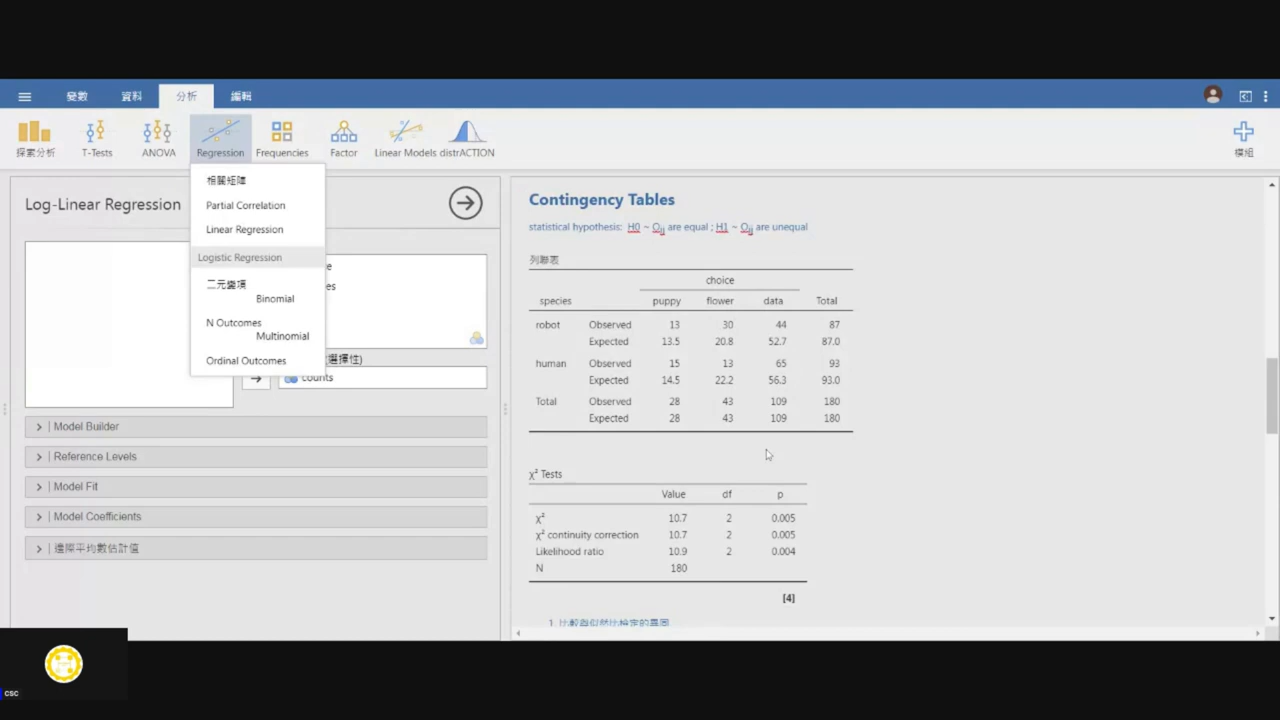 變數 資料 分析 編輯
探索分析 T-Tests ANOVA Regression Frequencies Factor Linear Models distrACTION 模組
Log-Linear Regression
相關矩陣
Partial Correlation
Linear Regression
Logistic Regression
二元變項
Binomial
N Outcomes
Multinomial
Ordinal Outcomes
選擇性)
counts
Model Builder
Reference Levels
Model Fit
Model Coefficients
邊際平均數估計值
Contingency Tables
statistical hypothesis: H0 ~ Oij are equal ; H1 ~ Oij are unequal
列聯表
choice
species puppy flower data Total
robot Observed 13 30 44 87
Expected 13.5 20.8 52.7 87.0
human Observed 15 13 65 93
Expected 14.5 22.2 56.3 93.0
Total Observed 28 43 109 180
Expected 28 43 109 180
χ² Tests
Value df p
χ² 10.7 2 0.005
χ² continuity correction 10.7 2 0.005
Likelihood ratio 10.9 2 0.004
N 180
[4]
csc